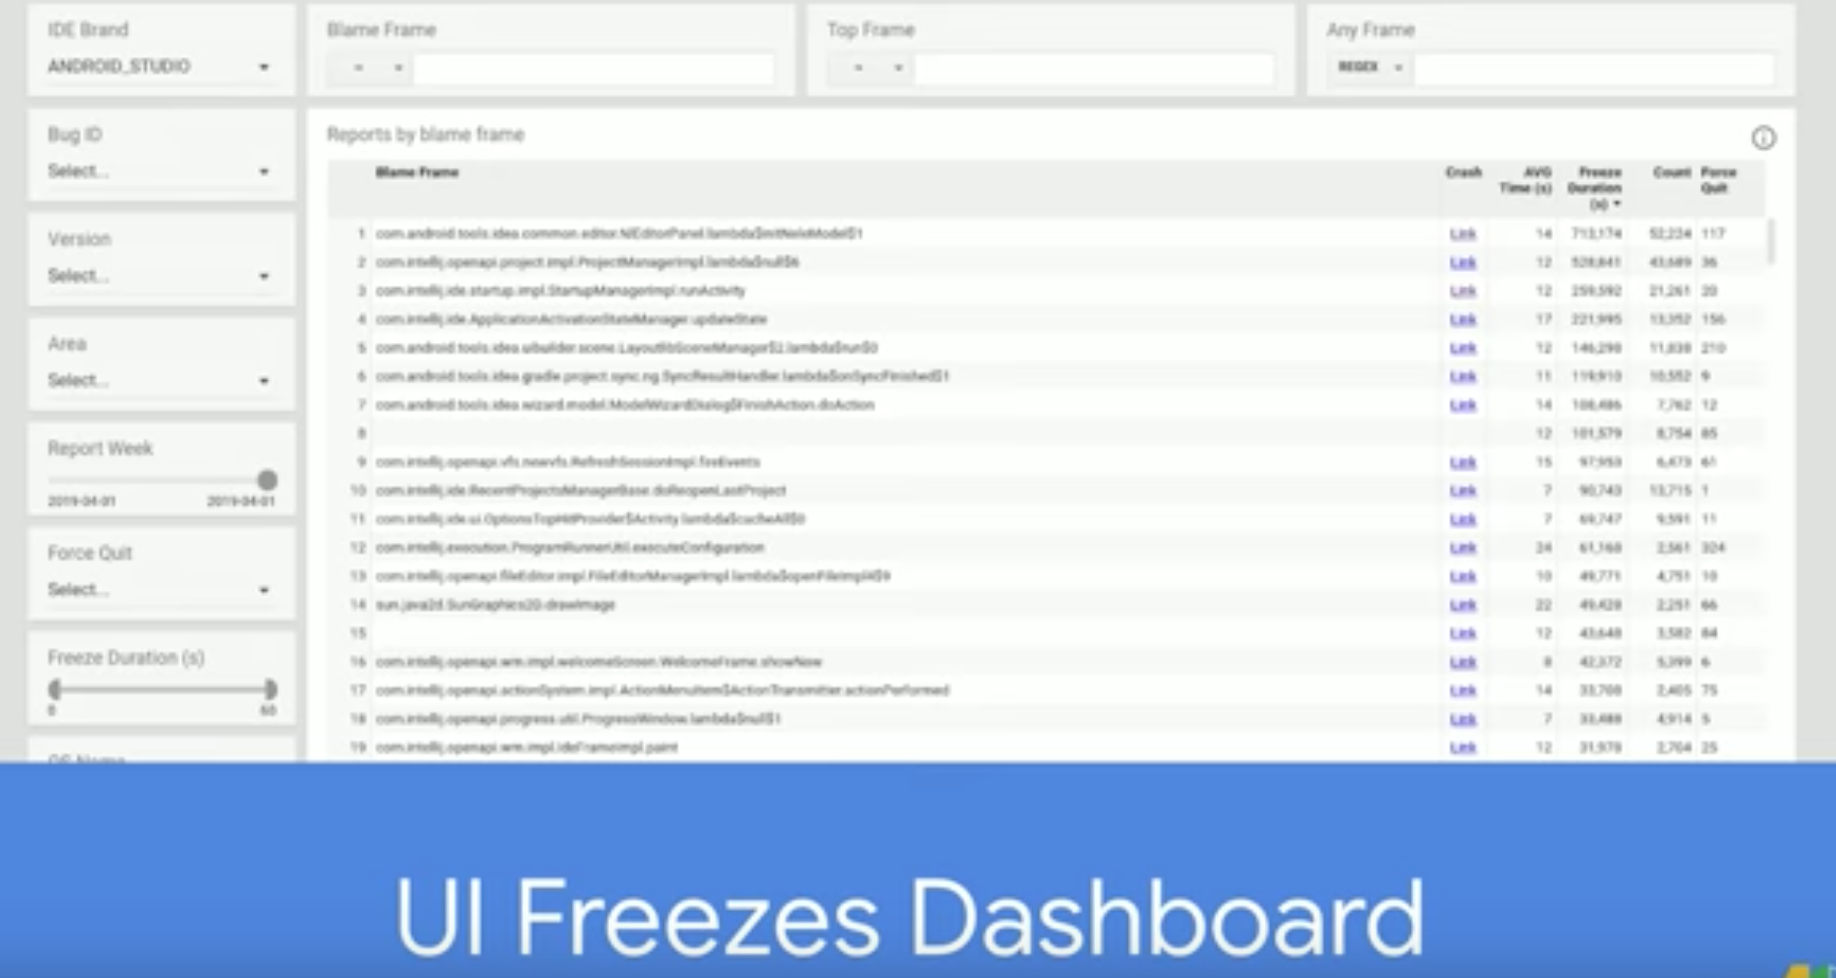 IDE Brand
ANDROID_STUDIO
Blame Frame
Top Frame
Any Frame
REGEX
Bug ID
Select...
Version
Select...
Area
Select...
Report Week
2019-04-01 2019-04-01
Force Quit
Select...
Freeze Duration (s)
0 60
Reports by blame frame
Blame Frame Crash AVG Time (s) Freeze Duration (s) Count Force Quit
1 com.android.tools.idea.common.editor.NlEditorPanel.lambda$initNeleModel$1 Link 14 713,174 52,224 117
2 com.intellij.openapi.project.impl.ProjectManagerImpl.lambda$null$6 Link 12 528,841 43,689 36
3 com.intellij.ide.startup.impl.StartupManagerImpl.runActivity Link 12 259,592 21,261 20
4 com.intellij.ide.ApplicationActivationStateManager.updateState Link 17 221,995 13,352 156
5 com.android.tools.idea.uibuilder.scene.LayoutlibSceneManager$2.lambda$run$0 Link 12 146,298 11,838 210
6 com.android.tools.idea.gradle.project.sync.ng.SyncResultHandler.lambda$onSyncFinished$1 Link 11 119,910 10,552 9
7 com.android.tools.idea.wizard.model.ModelWizardDialog$FinishAction.doAction Link 14 108,486 7,762 12
8 12 101,579 8,754 85
9 com.intellij.openapi.vfs.newvfs.RefreshSessionImpl.fireEvents Link 15 97,953 6,473 61
10 com.intellij.ide.RecentProjectsManagerBase.doReopenLastProject Link 7 90,743 13,715 1
11 com.intellij.ide.ui.OptionsTopHitProvider$Activity.lambda$cacheAll$0 Link 7 69,747 9,591 11
12 com.intellij.execution.ProgramRunnerUtil.executeConfiguration Link 24 61,168 2,561 324
13 com.intellij.openapi.fileEditor.impl.FileEditorManagerImpl.lambda$openFileImpl4$9 Link 10 49,771 4,751 10
14 sun.java2d.SunGraphics2D.drawImage Link 22 49,428 2,251 66
15 Link 12 43,648 3,582 84
16 com.intellij.openapi.wm.impl.welcomeScreen.WelcomeFrame.showNow Link 8 42,372 5,399 6
17 com.intellij.openapi.actionSystem.impl.ActionMenuItem$ActionTransmitter.actionPerformed Link 14 33,708 2,405 75
18 com.intellij.openapi.progress.util.ProgressWindow.lambda$null$1 Link 7 33,488 4,914 5
19 com.intellij.openapi.wm.impl.IdeFrameImpl.paint Link 12 31,978 2,704 25
UI Freezes Dashboard